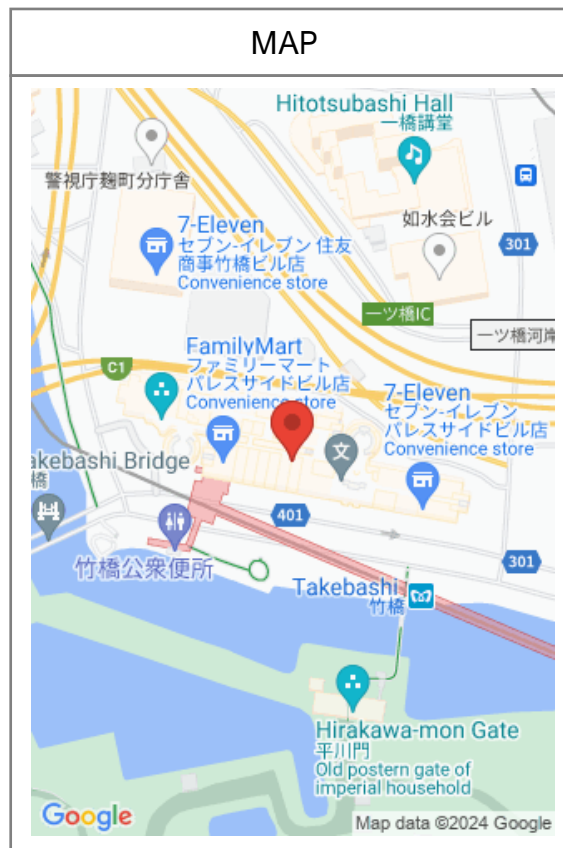 MAP
Hitotsubashi Hall
一橋講堂
警視庁麹町分庁舎
7-Eleven
セブン-イレブン 住友
商事竹橋ビル店
Convenience store
如水会ビル
301
一ツ橋IC
一ツ橋河岸
C1
FamilyMart
ファミリーマート
パレスサイドビル店
Convenience store
7-Eleven
セブン-イレブン
パレスサイドビル店
Convenience store
文
akebashi Bridge
橋
401
竹橋公衆便所
301
Takebashi
竹橋
Hirakawa-mon Gate
平川門
Old postern gate of
imperial household
Google
Map data ©2024 Google